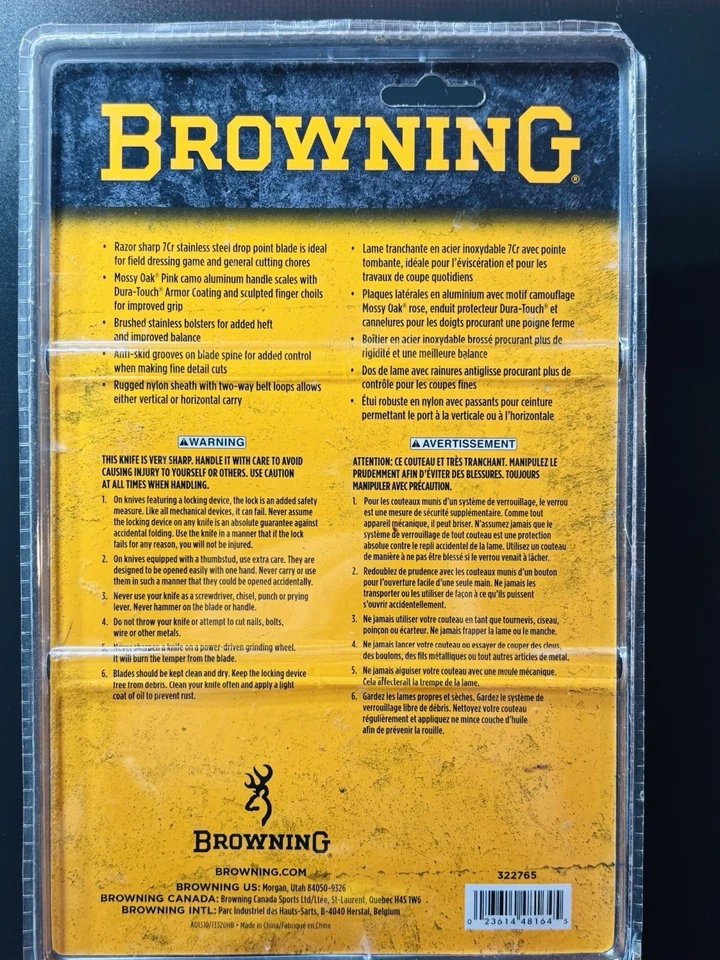 BROWNING®
• Razor sharp 7Cr stainless steel drop point blade is ideal
for field dressing game and general cutting chores
• Mossy Oak® Pink camo aluminum handle scales with
Dura-Touch® Armor Coating and sculpted finger choils
for improved grip
• Brushed stainless bolsters for added heft
and improved balance
• Anti-skid grooves on blade spine for added control
when making fine detail cuts
• Rugged nylon sheath with two-way belt loops allows
either vertical or horizontal carry
⚠WARNING
THIS KNIFE IS VERY SHARP. HANDLE IT WITH CARE TO AVOID
CAUSING INJURY TO YOURSELF OR OTHERS. USE CAUTION
AT ALL TIMES WHEN HANDLING.
1. On knives featuring a locking device, the lock is an added safety
measure. Like all mechanical devices, it can fail. Never assume
the locking device on any knife is an absolute guarantee against
accidental folding. Use the knife in a manner that if the lock
fails for any reason, you will not be injured.
2. On knives equipped with a thumbstud, use extra care. They are
designed to be opened easily with one hand. Never carry or use
them in such a manner that they could be opened accidentally.
3. Never use your knife as a screwdriver, chisel, punch or prying
lever. Never hammer on the blade or handle.
4. Do not throw your knife or attempt to cut nails, bolts,
wire or other metals.
5. Never sharpen a knife on a power-driven grinding wheel.
It will burn the temper from the blade.
6. Blades should be kept clean and dry. Keep the locking device
free from debris. Clean your knife often and apply a light
coat of oil to prevent rust.
• Lame tranchante en acier inoxydable 7Cr avec pointe
tombante, idéale pour l'éviscération et pour les
travaux de coupe quotidiens
• Plaques latérales en aluminium avec motif camouflage
Mossy Oak® rose, enduit protecteur Dura-Touch® et
cannelures pour les doigts procurant une poigne ferme
• Boîtier en acier inoxydable brossé procurant plus de
rigidité et une meilleure balance
• Dos de lame avec rainures antiglisse procurant plus de
contrôle pour les coupes fines
• Étui robuste en nylon avec passants pour ceinture
permettant le port à la verticale ou à l'horizontale
⚠AVERTISSEMENT
ATTENTION: CE COUTEAU ET TRÈS TRANCHANT. MANIPULEZ LE
PRUDEMMENT AFIN D'ÉVITER DES BLESSURES. TOUJOURS
MANIPULER AVEC PRÉCAUTION.
1. Pour les couteaux munis d'un système de verrouillage, le verrou
est une mesure de sécurité supplémentaire. Comme tout
appareil mécanique, il peut briser. N'assumez jamais que le
système de verrouillage de tout couteau est une protection
absolue contre le repli accidentel de la lame. Utilisez un couteau
de manière à ne pas être blessé si le verrou venait à lâcher.
2. Redoublez de prudence avec les couteaux munis d'un bouton
pour l'ouverture facile d'une seule main. Ne jamais les
transporter ou les utiliser de façon à ce qu'ils puissent
s'ouvrir accidentellement.
3. Ne jamais utiliser votre couteau en tant que tournevis, ciseau,
poinçon ou écarteur. Ne jamais frapper la lame ou le manche.
4. Ne jamais lancer votre couteau ou essayer de couper des clous,
des boulons, des fils métalliques ou tout autres articles de métal.
5. Ne jamais aiguiser votre couteau avec une meule mécanique.
Cela affecterait la trempe de la lame.
6. Gardez les lames propres et sèches. Gardez le système de
verrouillage libre de débris. Nettoyez votre couteau
régulièrement et appliquez ne mince couche d'huile
afin de prévenir la rouille.
BROWNING®
BROWNING.COM
BROWNING US: Morgan, Utah 84050-9326
BROWNING CANADA: Browning Canada Sports Ltd/Ltée, St-Laurent, Quebec H4S 1W6
BROWNING INTL: Parc Industriel des Hauts-Sarts, B-4040 Herstal, Belgium
A01310/13320HB • Made in China/Fabriqué en Chine
322765
0 23614 48164 5